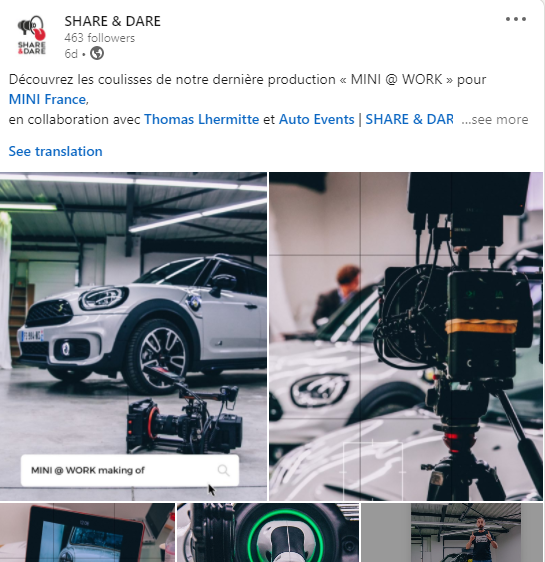 SHARE & DARE
463 followers
6d •
SHARE
&DARE
Découvrez les coulisses de notre dernière production « MINI @ WORK » pour
MINI France,
en collaboration avec Thomas Lhermitte et Auto Events | SHARE & DAR ...see more
See translation
MINI @ WORK making of